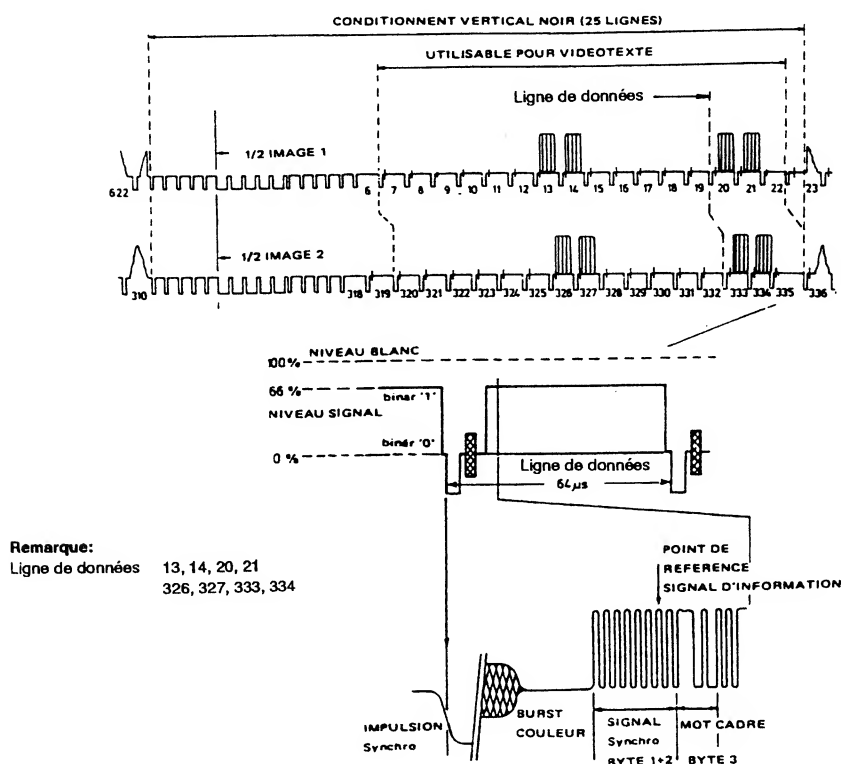 CONDITIONNENT VERTICAL NOIR (25 LIGNES)
UTILISABLE POUR VIDEOTEXTE
Ligne de données
1/2 IMAGE 1
622 6 7 8 9 10 11 12 13 14 15 16 17 18 19 20 21 22 23
1/2 IMAGE 2
310 318 319 320 321 322 323 324 325 326 327 328 329 330 331 332 333 334 335 336
NIVEAU BLANC
100 %
66 %
binar '1'
NIVEAU SIGNAL
binär '0'
0 %
Ligne de données
64 µs
Remarque:
Ligne de données 13, 14, 20, 21
326, 327, 333, 334
POINT DE
REFERENCE
SIGNAL D'INFORMATION
IMPULSION
Synchro
BURST
COULEUR
SIGNAL
Synchro
BYTE 1+2
MOT CADRE
BYTE 3